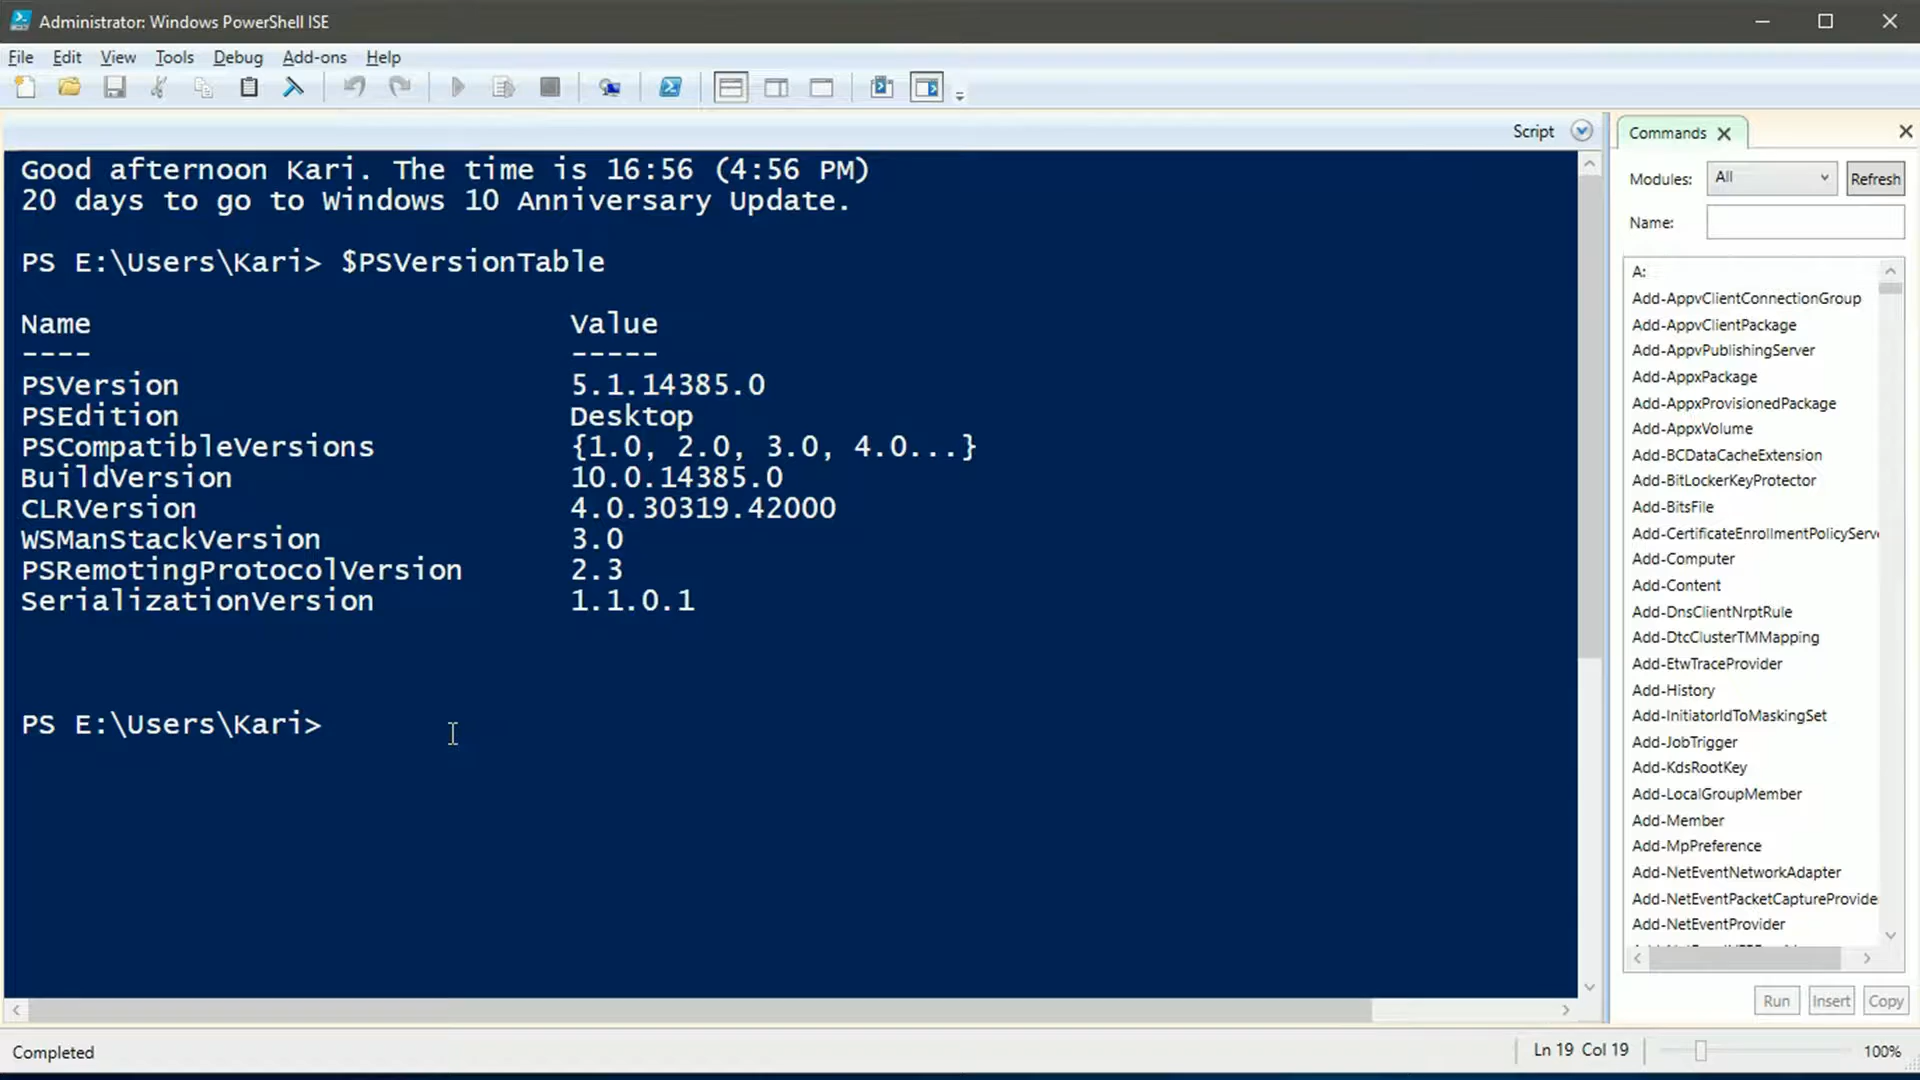 Administrator: Windows PowerShell ISE
File Edit View Tools Debug Add-ons Help
Script
Good afternoon Kari. The time is 16:56 (4:56 PM)
20 days to go to Windows 10 Anniversary Update.
PS E:\Users\Kari> $PSVersionTable
Name Value
---- -----
PSVersion 5.1.14385.0
PSEdition Desktop
PSCompatibleVersions {1.0, 2.0, 3.0, 4.0...}
BuildVersion 10.0.14385.0
CLRVersion 4.0.30319.42000
WSManStackVersion 3.0
PSRemotingProtocolVersion 2.3
SerializationVersion 1.1.0.1
PS E:\Users\Kari>
Commands
Modules: All Refresh
Name:
A:
Add-AppvClientConnectionGroup
Add-AppvClientPackage
Add-AppvPublishingServer
Add-AppxPackage
Add-AppxProvisionedPackage
Add-AppxVolume
Add-BCDataCacheExtension
Add-BitLockerKeyProtector
Add-BitsFile
Add-CertificateEnrollmentPolicyServ
Add-Computer
Add-Content
Add-DnsClientNrptRule
Add-DtcClusterTMMapping
Add-EtwTraceProvider
Add-History
Add-InitiatorIdToMaskingSet
Add-JobTrigger
Add-KdsRootKey
Add-LocalGroupMember
Add-Member
Add-MpPreference
Add-NetEventNetworkAdapter
Add-NetEventPacketCaptureProvide
Add-NetEventProvider
Run Insert Copy
Completed
Ln 19 Col 19
100%